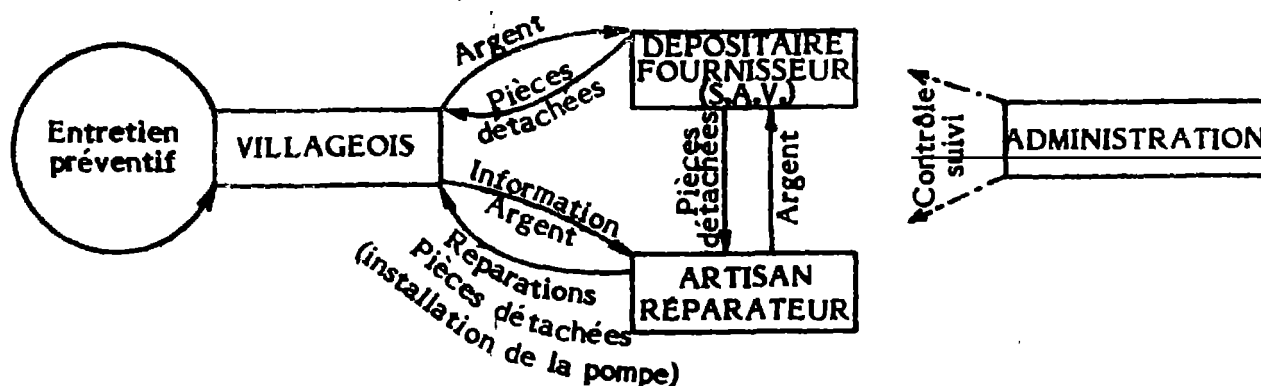 Entretien
préventif
VILLAGEOIS
Argent
Pièces
détachées
DEPOSITAIRE
FOURNISSEUR
(S.A.V.)
Information
Argent
Réparations
Pièces détachées
(installation de la pompe)
Pièces
détachées
Argent
ARTISAN
RÉPARATEUR
Contrôle
suivi
ADMINISTRATION